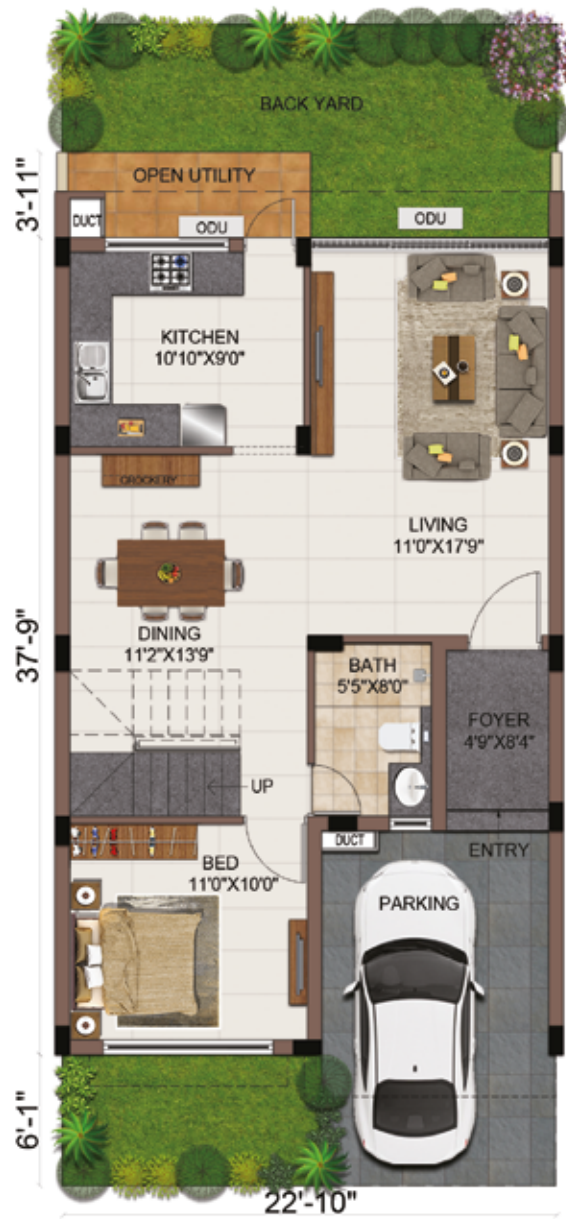 BACK YARD
OPEN UTILITY
3'-11"
DUCT
ODU
ODU
KITCHEN
10'10"X9'0"
CROCKERY
LIVING
11'0"X17'9"
37'-9"
DINING
11'2"X13'9"
BATH
5'5"X8'0"
FOYER
4'9"X8'4"
UP
DUCT
ENTRY
BED
11'0"X10'0"
PARKING
6'-1"
22'-10"